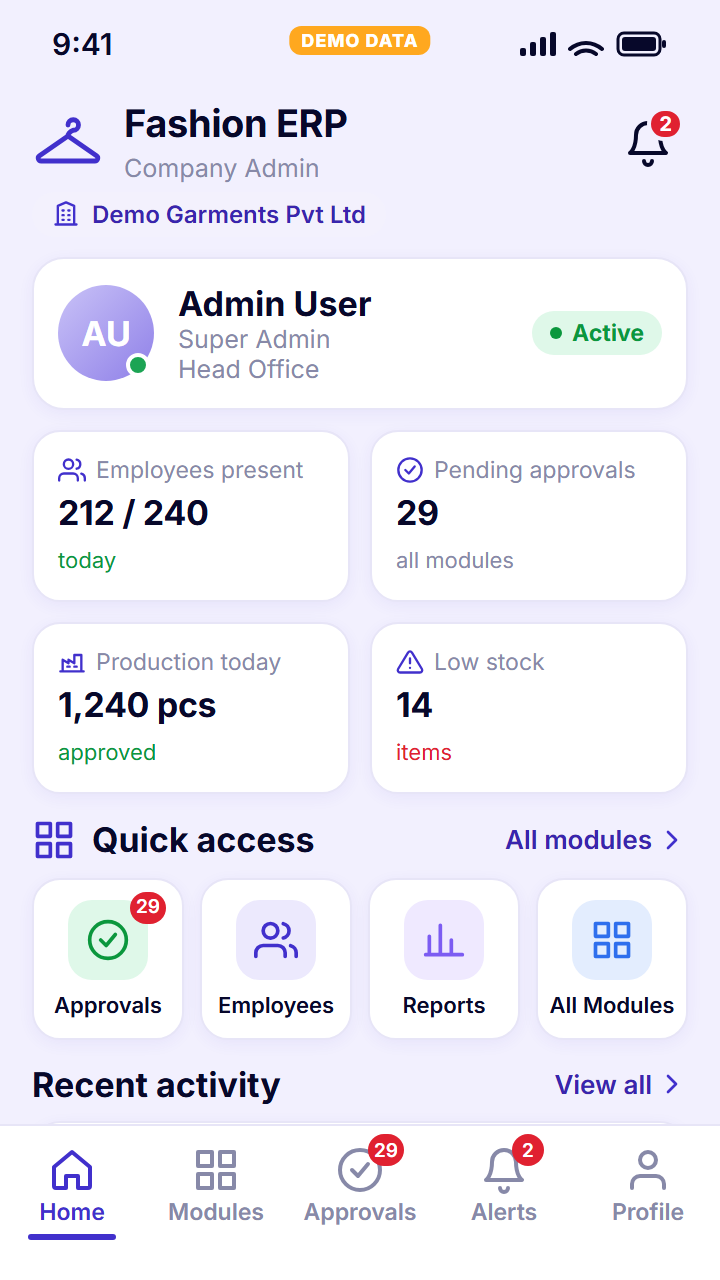 9:41
DEMO DATA
Fashion ERP
2
Company Admin
Demo Garments Pvt Ltd
AU
Admin User
Super Admin
Head Office
Active
Employees present
212 / 240
today
Pending approvals
29
all modules
Production today
1,240 pcs
approved
Low stock
14
items
Quick access
All modules
29
Approvals
Employees
Reports
All Modules
Recent activity
View all
Home
Modules
29
Approvals
2
Alerts
Profile